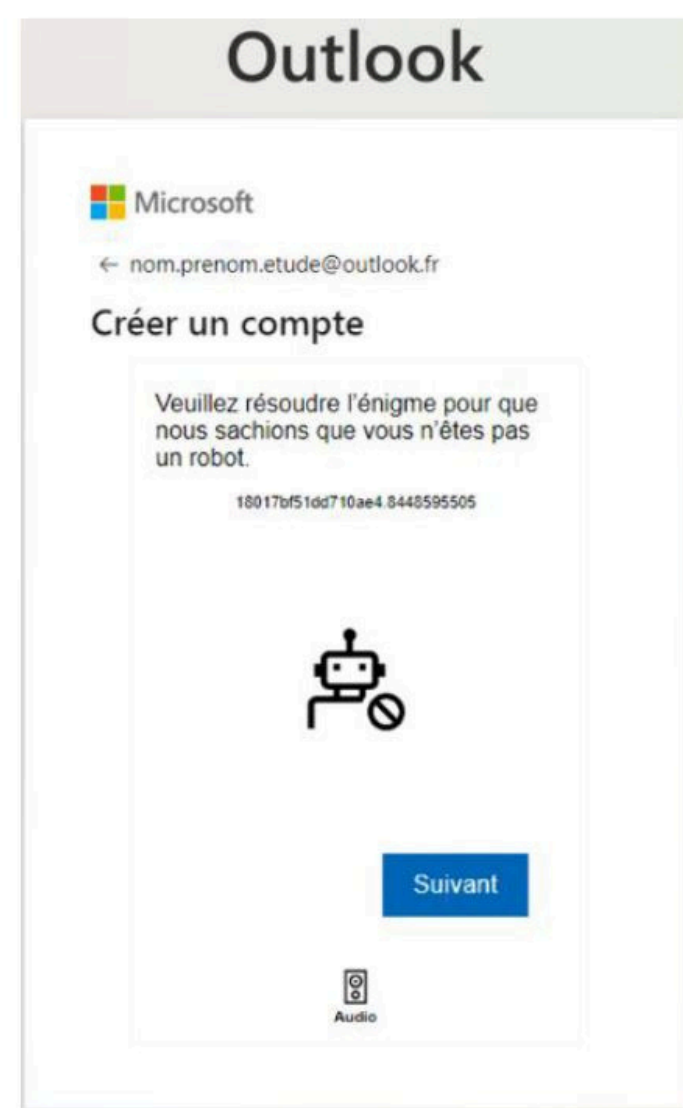 Outlook
Microsoft
← nom.prenom.etude@outlook.fr
Créer un compte
Veuillez résoudre l'énigme pour que
nous sachions que vous n'êtes pas
un robot.
18017bf51dd710ae4.8448595505
Suivant
Audio